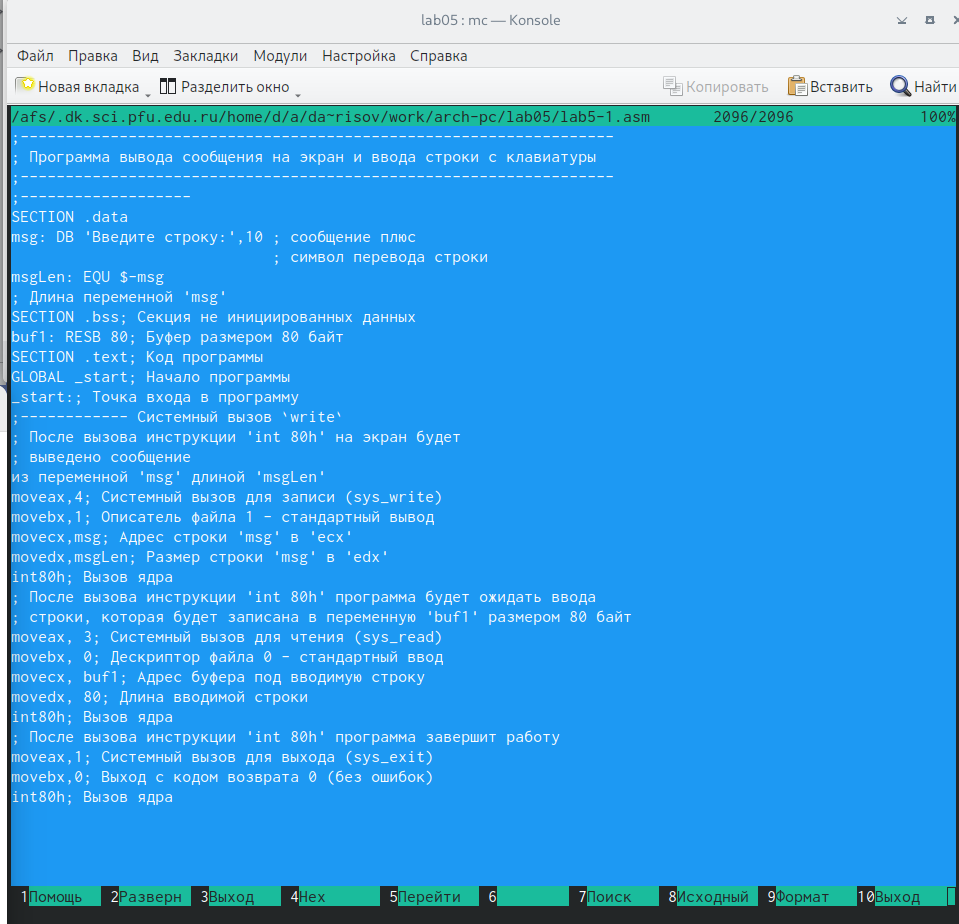 lab05 : mc — Konsole
Файл Правка Вид Закладки Модули Настройка Справка
Новая вкладка Разделить окно Копировать Вставить Найти
/afs/.dk.sci.pfu.edu.ru/home/d/a/da~risov/work/arch-pc/lab05/lab5-1.asm 2096/2096 100%
;------------------------------------------------------------------
; Программа вывода сообщения на экран и ввода строки с клавиатуры
;------------------------------------------------------------------
;-------------------
SECTION .data
msg: DB 'Введите строку:',10 ; сообщение плюс
; символ перевода строки
msgLen: EQU $-msg
; Длина переменной 'msg'
SECTION .bss; Секция не инициированных данных
buf1: RESB 80; Буфер размером 80 байт
SECTION .text; Код программы
GLOBAL _start; Начало программы
_start:; Точка входа в программу
;------------ Системный вызов `write`
; После вызова инструкции 'int 80h' на экран будет
; выведено сообщение
из переменной 'msg' длиной 'msgLen'
moveax,4; Системный вызов для записи (sys_write)
movebx,1; Описатель файла 1 - стандартный вывод
movecx,msg; Адрес строки 'msg' в 'ecx'
movedx,msgLen; Размер строки 'msg' в 'edx'
int80h; Вызов ядра
; После вызова инструкции 'int 80h' программа будет ожидать ввода
; строки, которая будет записана в переменную 'buf1' размером 80 байт
moveax, 3; Системный вызов для чтения (sys_read)
movebx, 0; Дескриптор файла 0 - стандартный ввод
movecx, buf1; Адрес буфера под вводимую строку
movedx, 80; Длина вводимой строки
int80h; Вызов ядра
; После вызова инструкции 'int 80h' программа завершит работу
moveax,1; Системный вызов для выхода (sys_exit)
movebx,0; Выход с кодом возврата 0 (без ошибок)
int80h; Вызов ядра
1Помощь 2Разверн 3Выход 4Hex 5Перейти 6 7Поиск 8Исходный 9Формат 10Выход